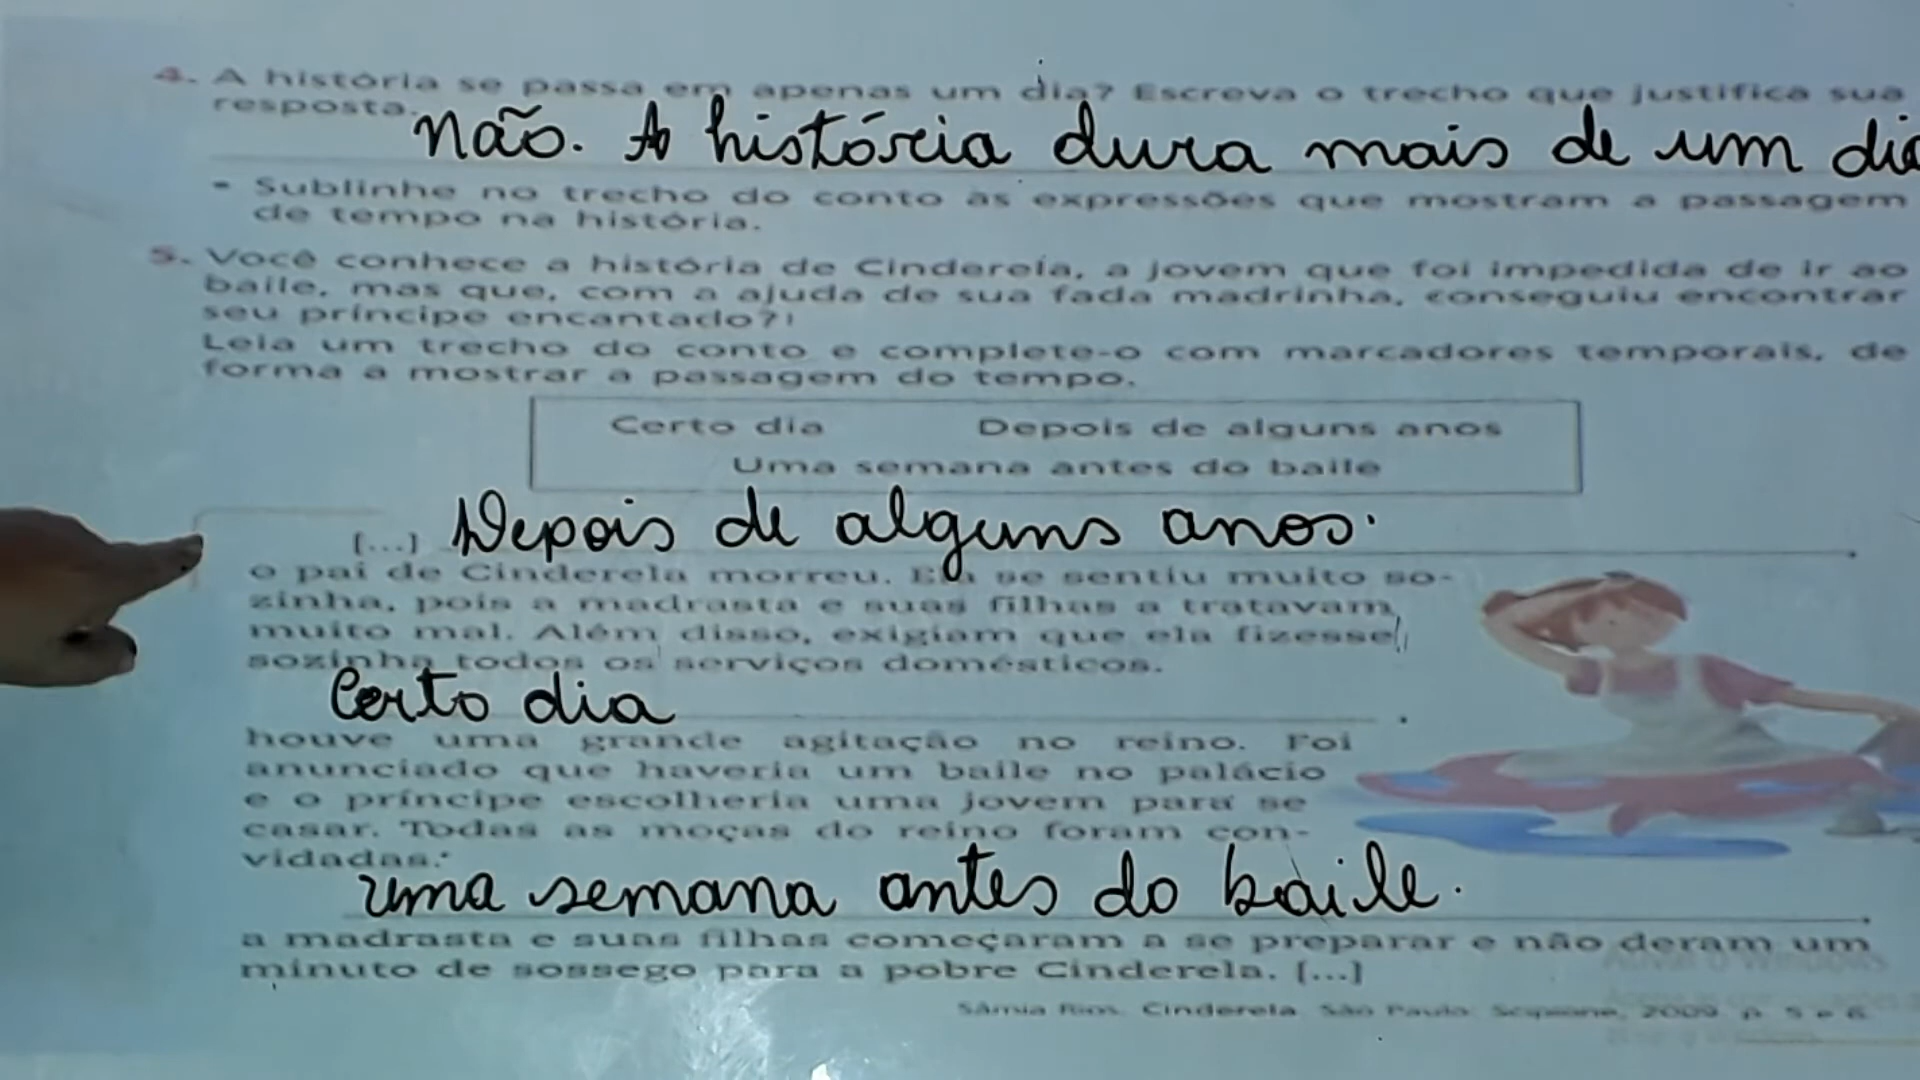 4. A história se passa em apenas um dia? Escreva o trecho que justifica sua
resposta.
Não. A história dura mais de um dia
- Sublinhe no trecho do conto as expressões que mostram a passagem
de tempo na história.
5. Você conhece a história de Cinderela, a jovem que foi impedida de ir ao
baile, mas que, com a ajuda de sua fada madrinha, conseguiu encontrar
seu príncipe encantado?
Leia um trecho do conto e complete-o com marcadores temporais, de
forma a mostrar a passagem do tempo.
Certo dia Depois de alguns anos
Uma semana antes do baile
[...] Depois de alguns anos.
o pai de Cinderela morreu. Ela se sentiu muito so-
zinha, pois a madrasta e suas filhas a tratavam
muito mal. Além disso, exigiam que ela fizesse
sozinha todos os serviços domésticos.
Certo dia
houve uma grande agitação no reino. Foi
anunciado que haveria um baile no palácio
e o príncipe escolheria uma jovem para se
casar. Todas as moças do reino foram con-
vidadas.
uma semana antes do baile.
a madrasta e suas filhas começaram a se preparar e não deram um
minuto de sossego para a pobre Cinderela. [...]
Sâmia Rios. Cinderela. São Paulo: Scipione, 2009. p. 5 e 6